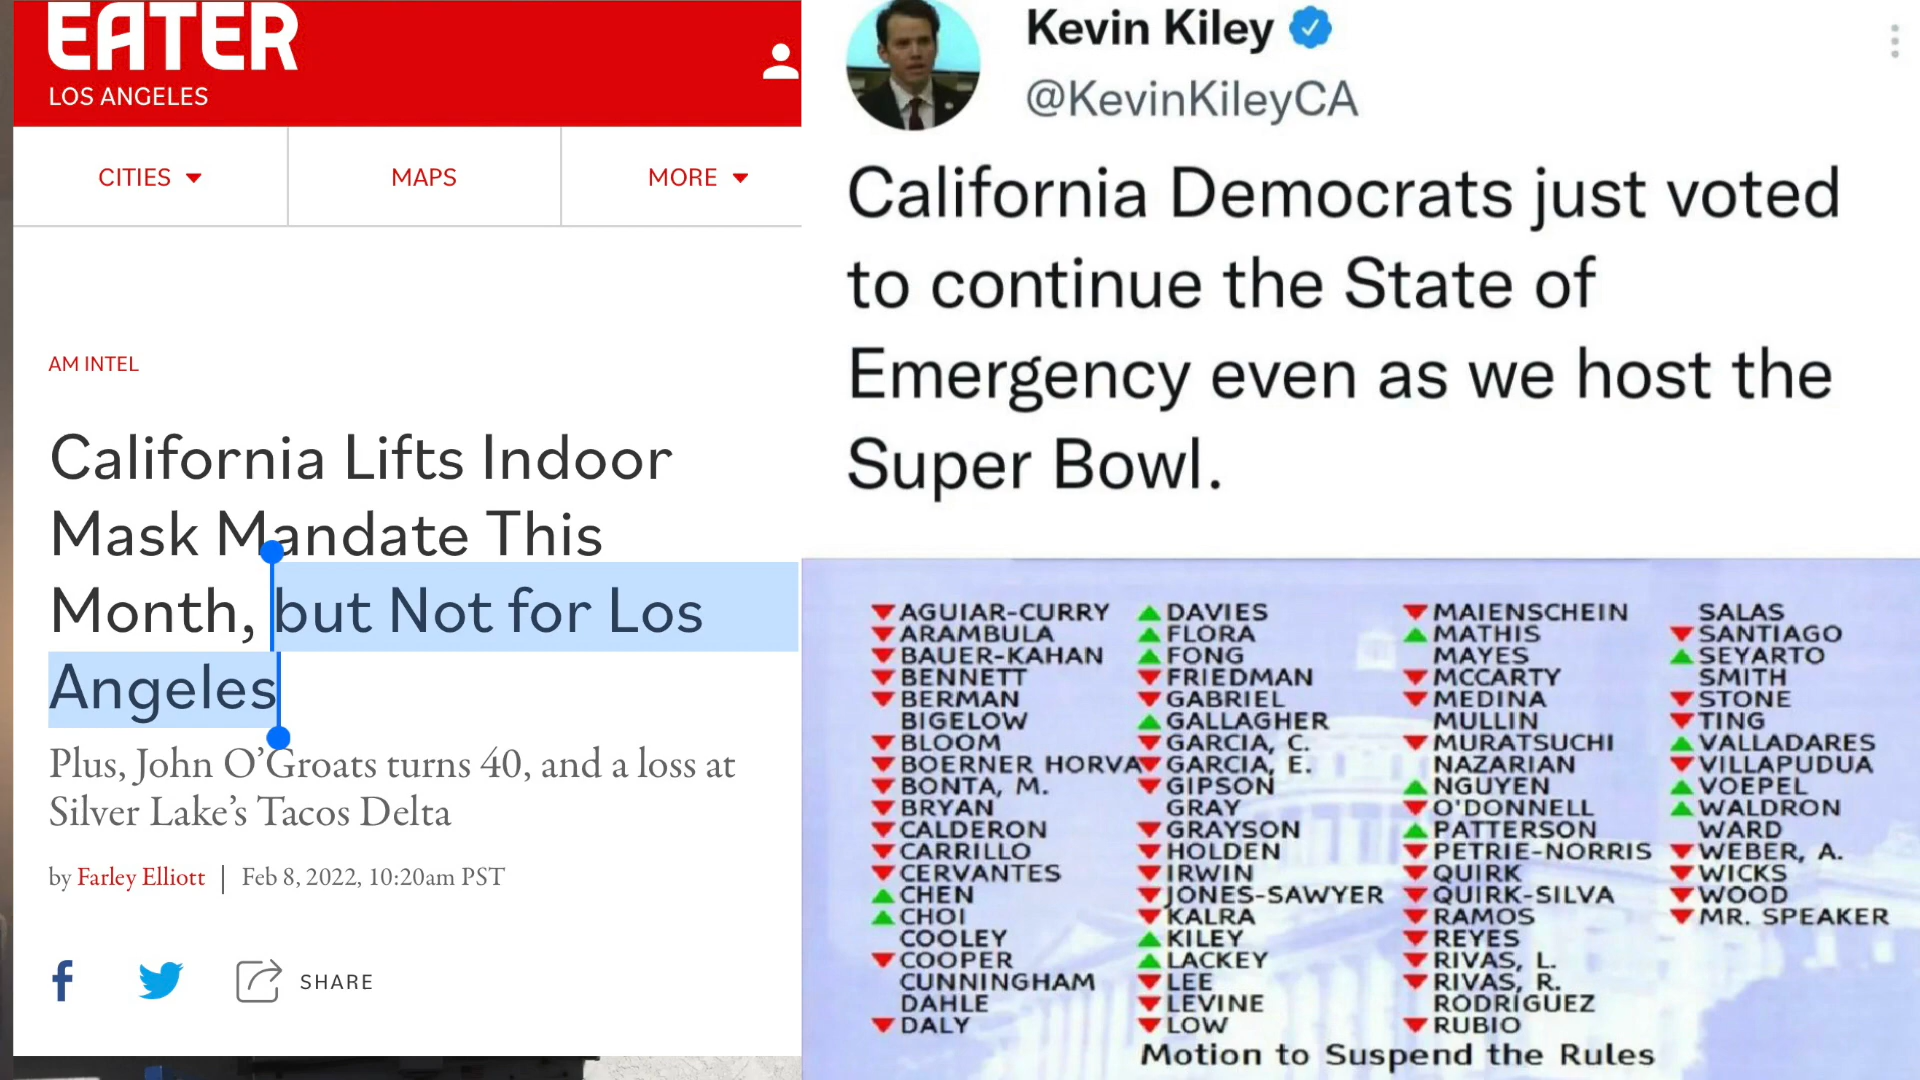 EATER
LOS ANGELES
CITIES
MAPS
MORE
AM INTEL
California Lifts Indoor
Mask Mandate This
Month, but Not for Los
Angeles
Plus, John O’Groats turns 40, and a loss at
Silver Lake’s Tacos Delta
by Farley Elliott | Feb 8, 2022, 10:20am PST
SHARE
Kevin Kiley
@KevinKileyCA
California Democrats just voted
to continue the State of
Emergency even as we host the
Super Bowl.
AGUIAR-CURRY
ARAMBULA
BAUER-KAHAN
BENNETT
BERMAN
BIGELOW
BLOOM
BOERNER HORVA
BONTA, M.
BRYAN
CALDERON
CARRILLO
CERVANTES
CHEN
CHOI
COOLEY
COOPER
CUNNINGHAM
DAHLE
DALY
DAVIES
FLORA
FONG
FRIEDMAN
GABRIEL
GALLAGHER
GARCIA, C.
GARCIA, E.
GIPSON
GRAY
GRAYSON
HOLDEN
IRWIN
JONES-SAWYER
KALRA
KILEY
LACKEY
LEE
LEVINE
LOW
MAIENSCHEIN
MATHIS
MAYES
MCCARTY
MEDINA
MULLIN
MURATSUCHI
NAZARIAN
NGUYEN
O'DONNELL
PATTERSON
PETRIE-NORRIS
QUIRK
QUIRK-SILVA
RAMOS
REYES
RIVAS, L.
RIVAS, R.
RODRIGUEZ
RUBIO
SALAS
SANTIAGO
SEYARTO
SMITH
STONE
TING
VALLADARES
VILLAPUDUA
VOEPEL
WALDRON
WARD
WEBER, A.
WICKS
WOOD
MR. SPEAKER
Motion to Suspend the Rules